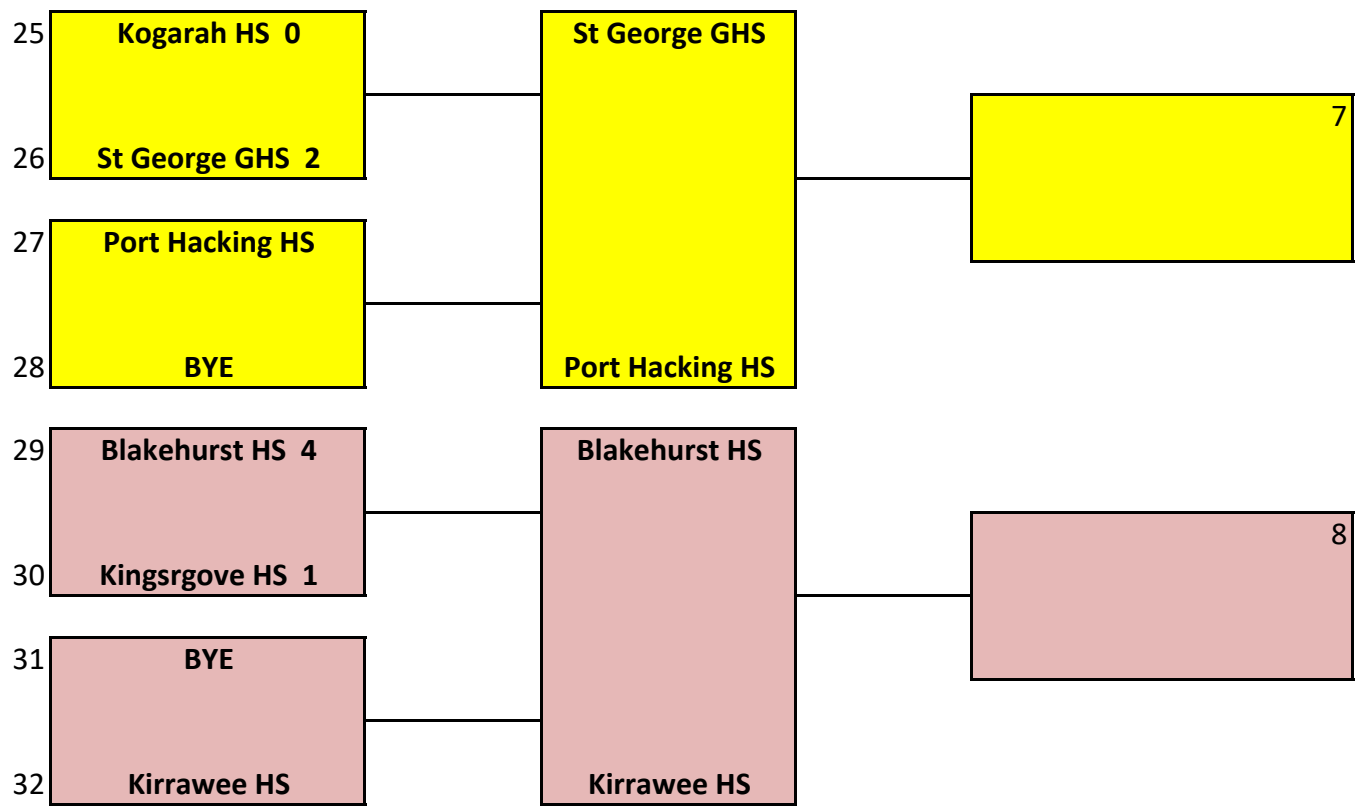 25 Kogarah HS 0 St George GHS
7
26 St George GHS 2
27 Port Hacking HS
28 BYE Port Hacking HS
29 Blakehurst HS 4 Blakehurst HS
8
30 Kingsrgove HS 1
31 BYE
32 Kirrawee HS Kirrawee HS